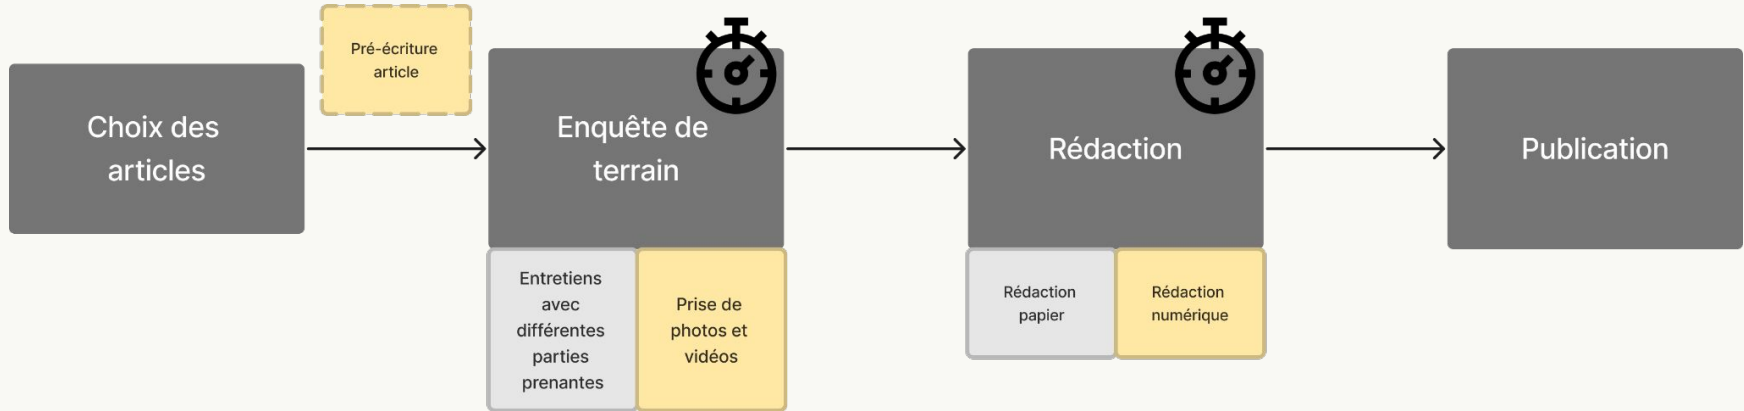 Choix des
articles
Pré-écriture
article
Enquête de
terrain
Entretiens
avec
différentes
parties
prenantes
Prise de
photos et
vidéos
Rédaction
Rédaction
papier
Rédaction
numérique
Publication